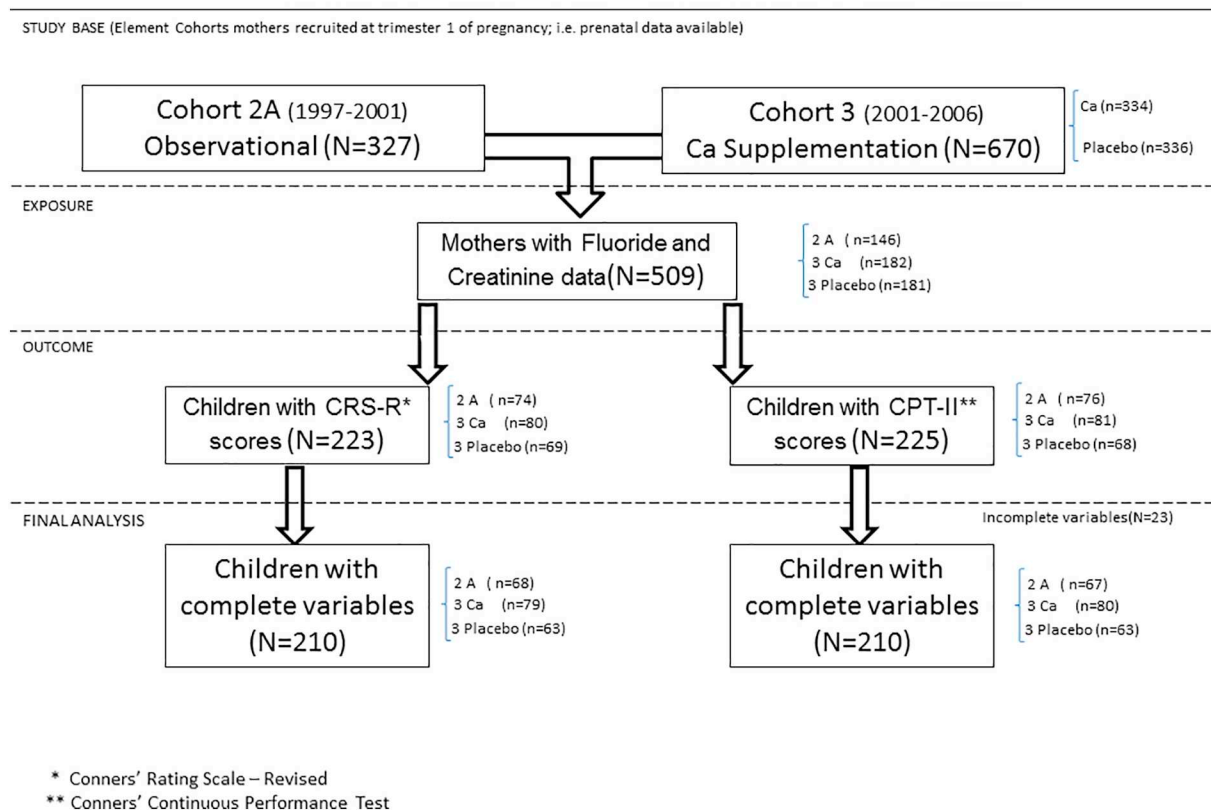 STUDY BASE (Element Cohorts mothers recruited at trimester 1 of pregnancy; i.e. prenatal data available)
Cohort 2A (1997-2001)
Observational (N=327)
Cohort 3 (2001-2006)
Ca Supplementation (N=670)
Ca (n=334)
Placebo (n=336)
EXPOSURE
Mothers with Fluoride and
Creatinine data(N=509)
2 A ( n=146)
3 Ca (n=182)
3 Placebo (n=181)
OUTCOME
Children with CRS-R*
scores (N=223)
2 A ( n=74)
3 Ca (n=80)
3 Placebo (n=69)
Children with CPT-II**
scores (N=225)
2 A ( n=76)
3 Ca (n=81)
3 Placebo (n=68)
FINAL ANALYSIS
Incomplete variables(N=23)
Children with
complete variables
(N=210)
2 A ( n=68)
3 Ca (n=79)
3 Placebo (n=63)
Children with
complete variables
(N=210)
2 A ( n=67)
3 Ca (n=80)
3 Placebo (n=63)
* Conners' Rating Scale – Revised
** Conners' Continuous Performance Test